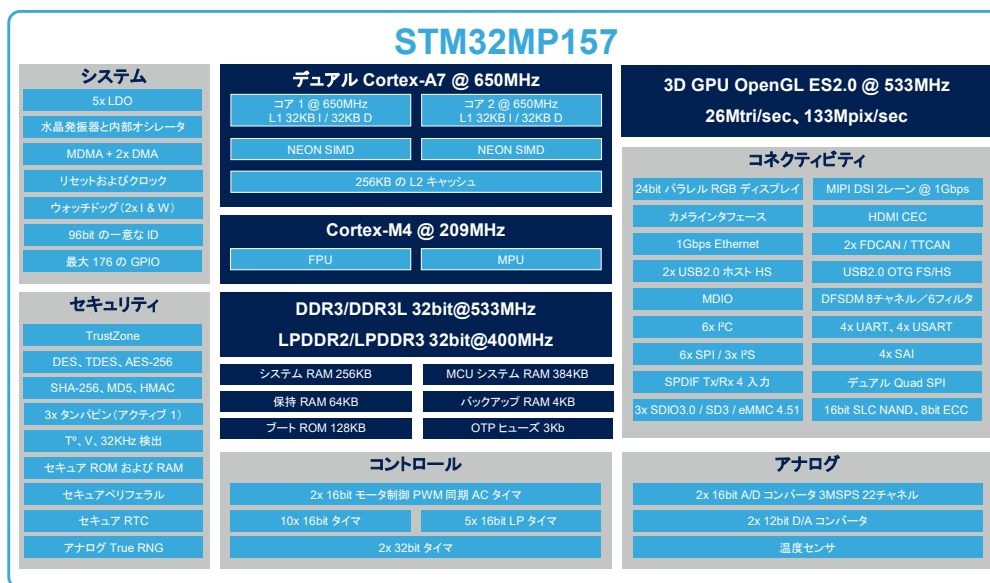 STM32MP157
システム
5x LDO
水晶発振器と内部オシレータ
MDMA + 2x DMA
リセットおよびクロック
ウォッチドッグ（2x I & W）
96bit の一意な ID
最大 176 の GPIO
セキュリティ
TrustZone
DES、TDES、AES-256
SHA-256、MD5、HMAC
3x タンパピン（アクティブ 1）
Tº、V、32KHz 検出
セキュア ROM および RAM
セキュアペリフェラル
セキュア RTC
アナログ True RNG
デュアル Cortex-A7 @ 650MHz
コア 1 @ 650MHz
L1 32KB I / 32KB D
コア 2 @ 650MHz
L1 32KB I / 32KB D
NEON SIMD
NEON SIMD
256KB の L2 キャッシュ
Cortex-M4 @ 209MHz
FPU
MPU
DDR3/DDR3L 32bit@533MHz
LPDDR2/LPDDR3 32bit@400MHz
システム RAM 256KB
MCU システム RAM 384KB
保持 RAM 64KB
バックアップ RAM 4KB
ブート ROM 128KB
OTP ヒューズ 3Kb
コントロール
2x 16bit モータ制御 PWM 同期 AC タイマ
10x 16bit タイマ
5x 16bit LP タイマ
2x 32bit タイマ
3D GPU OpenGL ES2.0 @ 533MHz
26Mtri/sec、133Mpix/sec
コネクティビティ
24bit パラレル RGB ディスプレイ
MIPI DSI 2レーン @ 1Gbps
カメラインタフェース
HDMI CEC
1Gbps Ethernet
2x FDCAN / TTCAN
2x USB2.0 ホスト HS
USB2.0 OTG FS/HS
MDIO
DFSDM 8チャネル／6フィルタ
6x I²C
4x UART、4x USART
6x SPI / 3x I²S
4x SAI
SPDIF Tx/Rx 4 入力
デュアル Quad SPI
3x SDIO3.0 / SD3 / eMMC 4.51
16bit SLC NAND、8bit ECC
アナログ
2x 16bit A/D コンバータ 3MSPS 22チャネル
2x 12bit D/A コンバータ
温度センサ